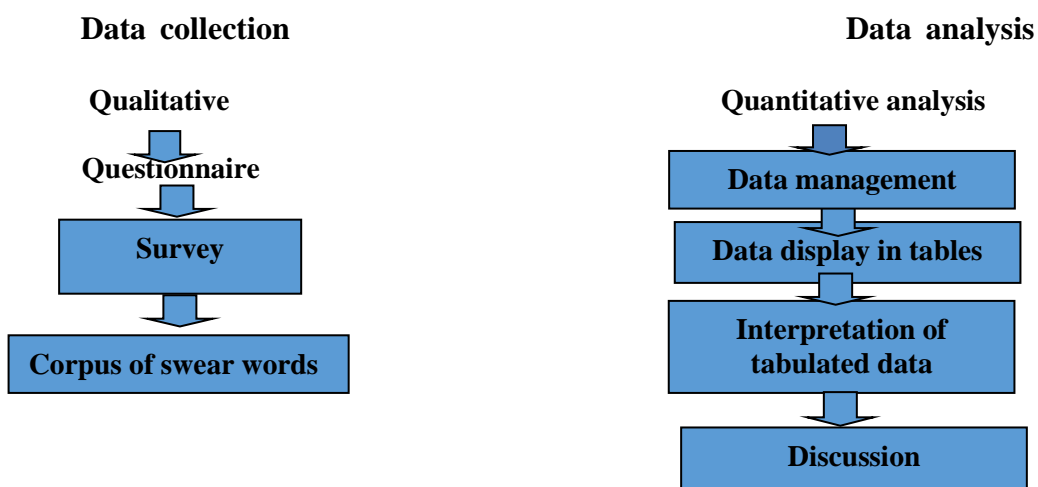 Data collection
Qualitative
Questionnaire
Survey
Corpus of swear words
Data analysis
Quantitative analysis
Data management
Data display in tables
Interpretation of
tabulated data
Discussion